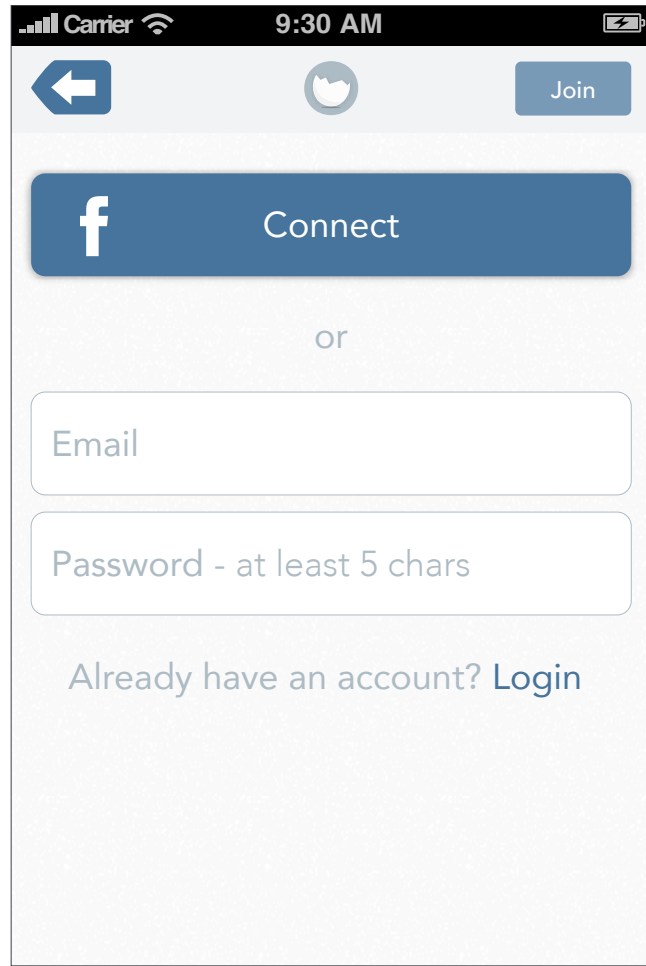 Carrier 9:30 AM
Join
f Connect
or
Email
Password - at least 5 chars
Already have an account? Login